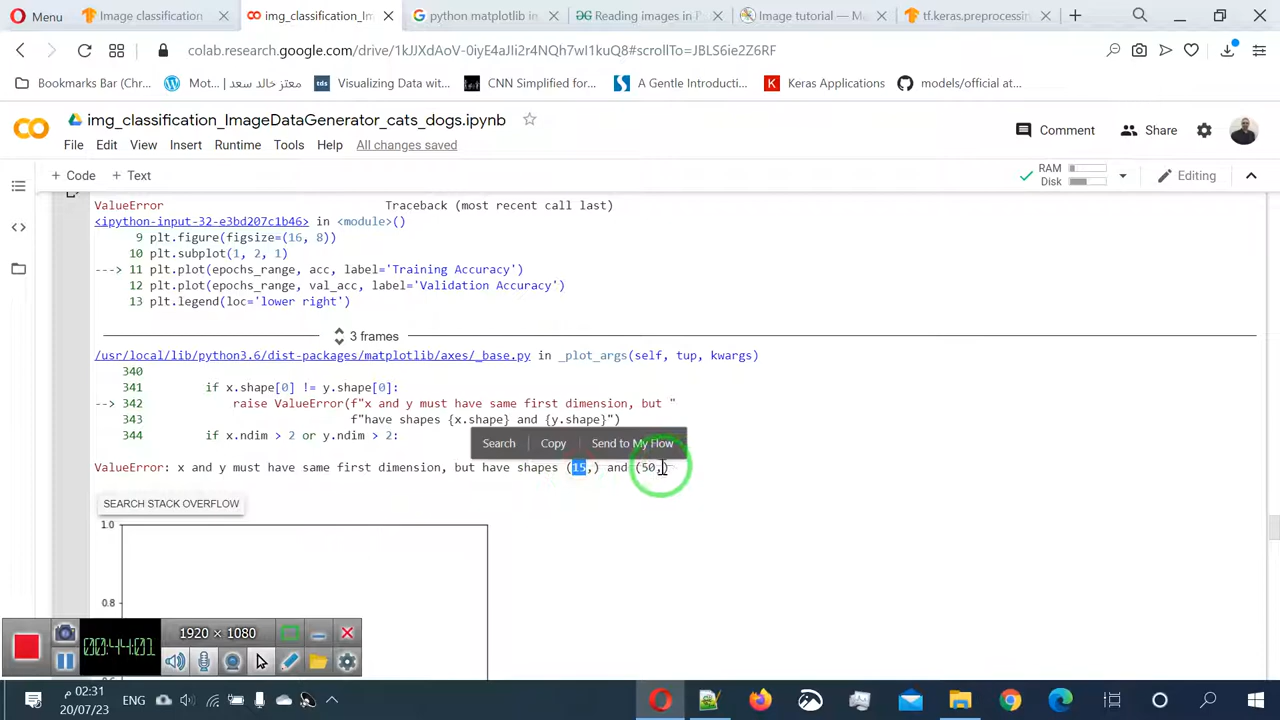 Menu
Image classification
img_classification_I
python matplotlib im
Reading images in P
Image tutorial — M
tf.keras.preprocessin
colab.research.google.com/drive/1kJJXdAoV-0iyE4aJIi2r4NQh7wI1kuQ8#scrollTo=JBLS6ie2Z6RF
Bookmarks Bar (Chr...
معتز خالد سعد | Mot...
tds Visualizing Data wit...
CNN Simplified for...
A Gentle Introducti...
K Keras Applications
models/official at...
img_classification_ImageDataGenerator_cats_dogs.ipynb
Comment
Share
File Edit View Insert Runtime Tools Help All changes saved
+ Code + Text
RAM
Disk
Editing
ValueError Traceback (most recent call last)
<ipython-input-32-e3bd207c1b46> in <module>()
9 plt.figure(figsize=(16, 8))
10 plt.subplot(1, 2, 1)
---> 11 plt.plot(epochs_range, acc, label='Training Accuracy')
12 plt.plot(epochs_range, val_acc, label='Validation Accuracy')
13 plt.legend(loc='lower right')
3 frames
/usr/local/lib/python3.6/dist-packages/matplotlib/axes/_base.py in _plot_args(self, tup, kwargs)
340
341 if x.shape[0] != y.shape[0]:
--> 342 raise ValueError(f"x and y must have same first dimension, but "
343 f"have shapes {x.shape} and {y.shape}")
344 if x.ndim > 2 or y.ndim > 2:
Search Copy Send to My Flow
ValueError: x and y must have same first dimension, but have shapes (15,) and (50,)
SEARCH STACK OVERFLOW
1.0
0.8
00:44:01
1920 × 1080
ENG
02:31 م
20/07/23